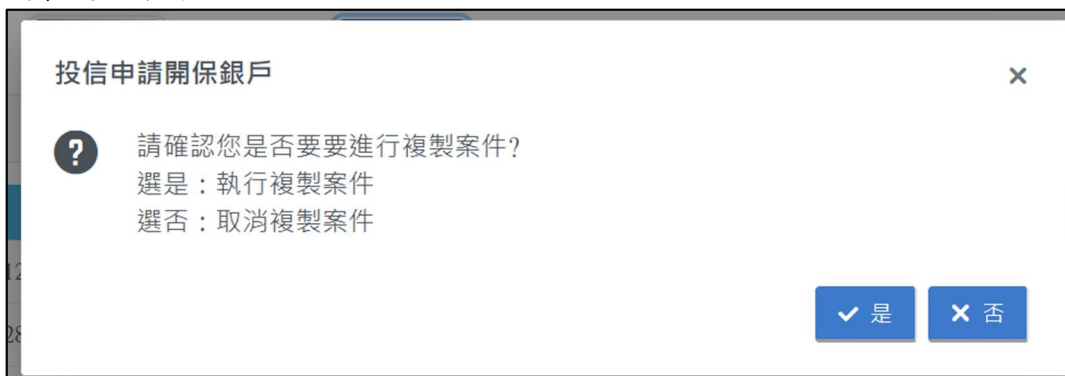 投信申請開保銀戶
請確認您是否要要進行複製案件?
選是：執行複製案件
選否：取消複製案件
是
否